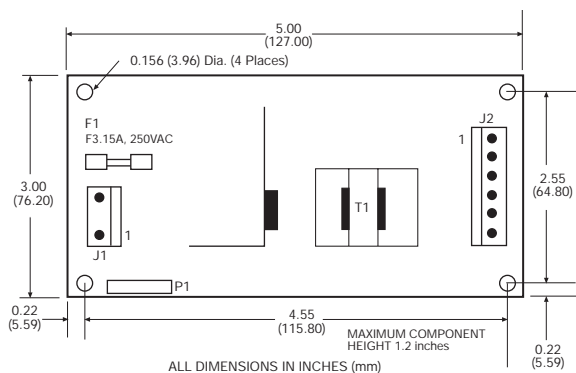 5.00
(127.00)
0.156 (3.96) Dia. (4 Places)
F1
F3.15A, 250VAC
J2
1
3.00
(76.20)
2.55
(64.80)
T1
1
J1
P1
0.22
(5.59)
4.55
(115.80)
MAXIMUM COMPONENT
HEIGHT 1.2 inches
0.22
(5.59)
ALL DIMENSIONS IN INCHES (mm)